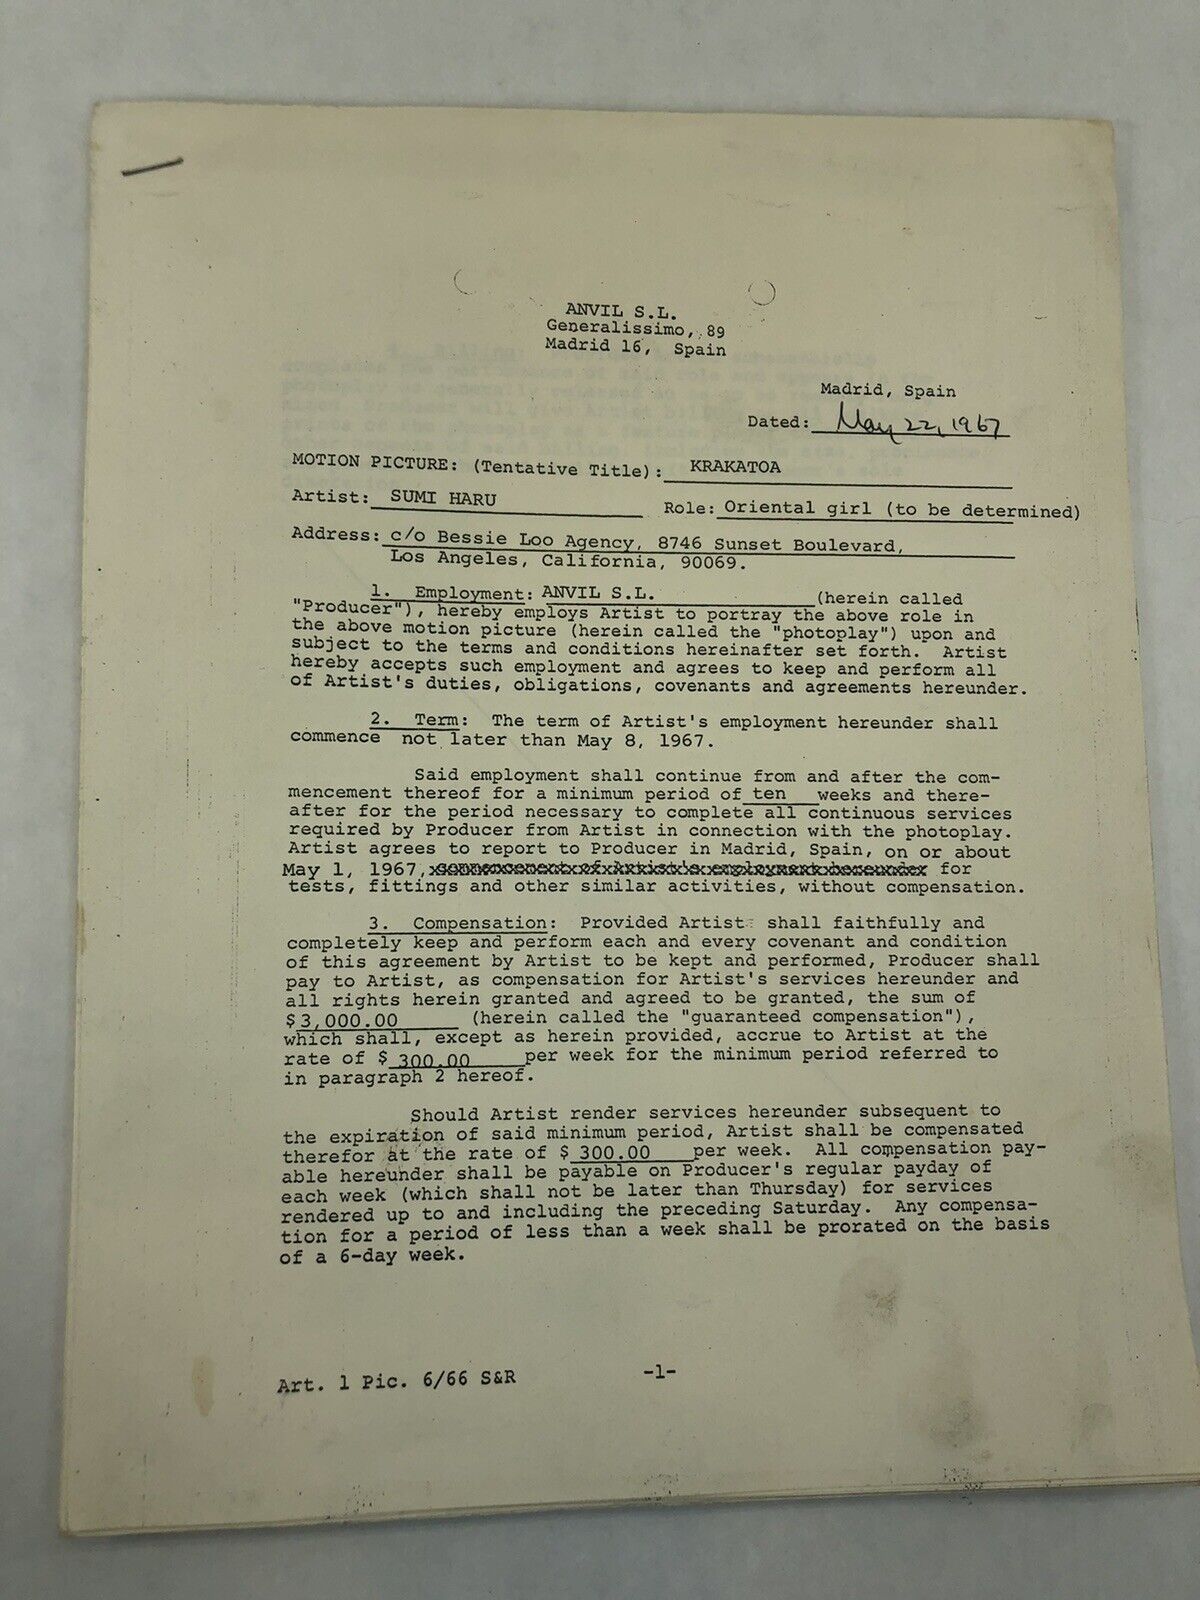 ANVIL S.L.
Generalissimo, 89
Madrid 16, Spain
Madrid, Spain
Dated: May 22, 1967
MOTION PICTURE: (Tentative Title): KRAKATOA
Artist: SUMI HARU Role: Oriental girl (to be determined)
Address: c/o Bessie Loo Agency, 8746 Sunset Boulevard,
Los Angeles, California, 90069.
1. Employment: ANVIL S.L. (herein called
"Producer"), hereby employs Artist to portray the above role in
the above motion picture (herein called the "photoplay") upon and
subject to the terms and conditions hereinafter set forth. Artist
hereby accepts such employment and agrees to keep and perform all
of Artist's duties, obligations, covenants and agreements hereunder.
2. Term: The term of Artist's employment hereunder shall
commence not later than May 8, 1967.
Said employment shall continue from and after the com-
mencement thereof for a minimum period of ten weeks and there-
after for the period necessary to complete all continuous services
required by Producer from Artist in connection with the photoplay.
Artist agrees to report to Producer in Madrid, Spain, on or about
May 1, 1967, commencement of Artist's employment hereunder for
tests, fittings and other similar activities, without compensation.
3. Compensation: Provided Artist shall faithfully and
completely keep and perform each and every covenant and condition
of this agreement by Artist to be kept and performed, Producer shall
pay to Artist, as compensation for Artist's services hereunder and
all rights herein granted and agreed to be granted, the sum of
$3,000.00 (herein called the "guaranteed compensation"),
which shall, except as herein provided, accrue to Artist at the
rate of $ 300.00 per week for the minimum period referred to
in paragraph 2 hereof.
Should Artist render services hereunder subsequent to
the expiration of said minimum period, Artist shall be compensated
therefor at the rate of $ 300.00 per week. All compensation pay-
able hereunder shall be payable on Producer's regular payday of
each week (which shall not be later than Thursday) for services
rendered up to and including the preceding Saturday. Any compensa-
tion for a period of less than a week shall be prorated on the basis
of a 6-day week.
Art. 1 Pic. 6/66 S&R -1-